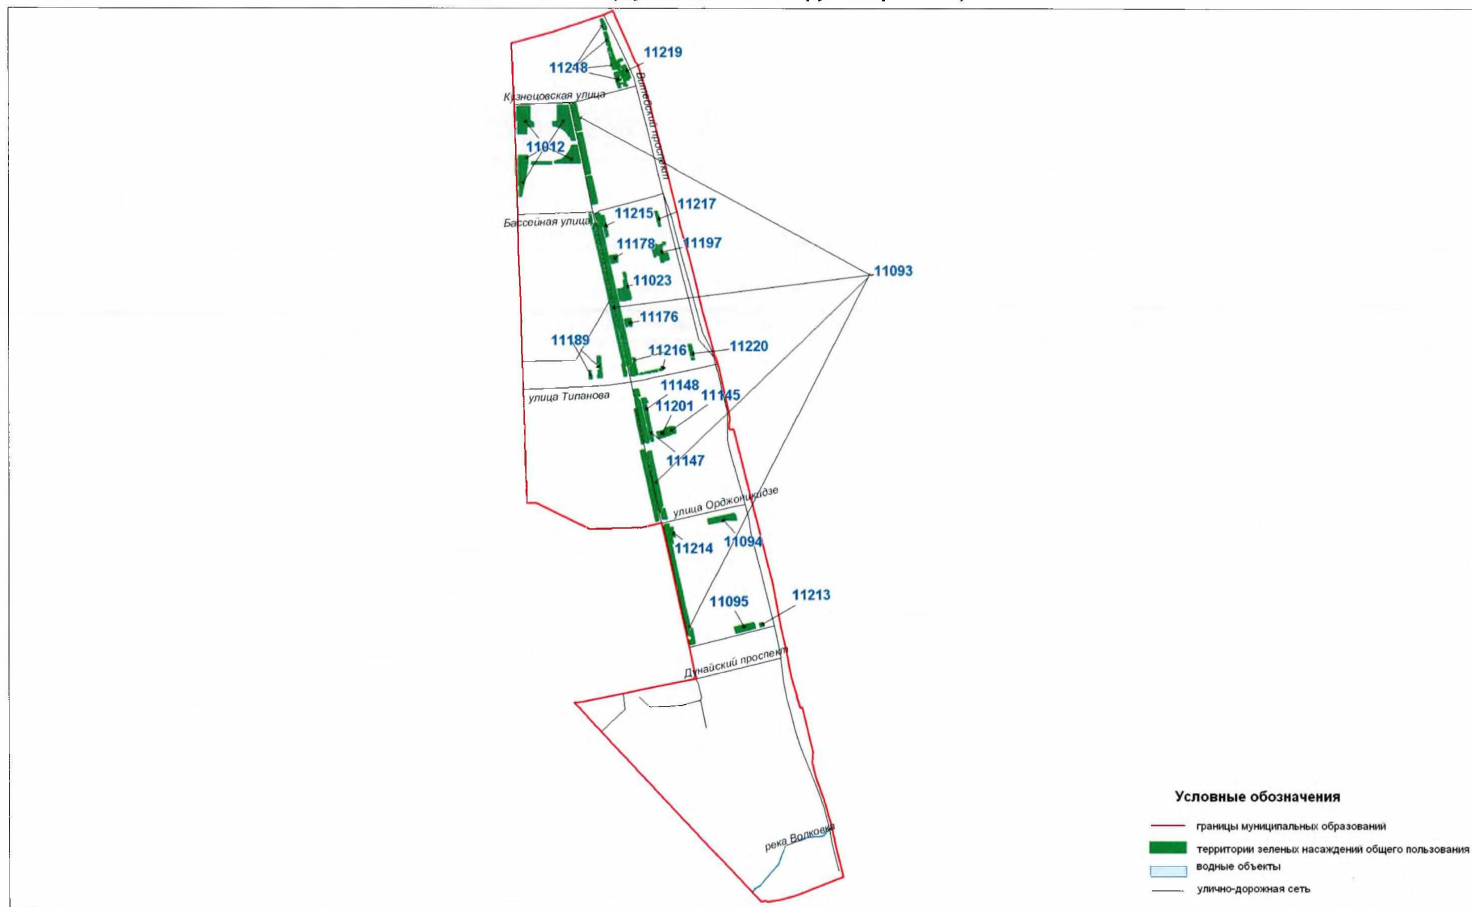 11219
11218
Кузнецовская улица
Витебский проспект
11012
11217
11215
Бассейная улица
11178
11197
11093
11023
11176
11189
11216
11220
улица Типанова
11148
11145
11201
11147
улица Орджоникидзе
11214
11094
11095
11213
Дунайский проспект
река Волковка
Условные обозначения
границы муниципальных образований
территории зеленых насаждений общего пользования
водные объекты
улично-дорожная сеть